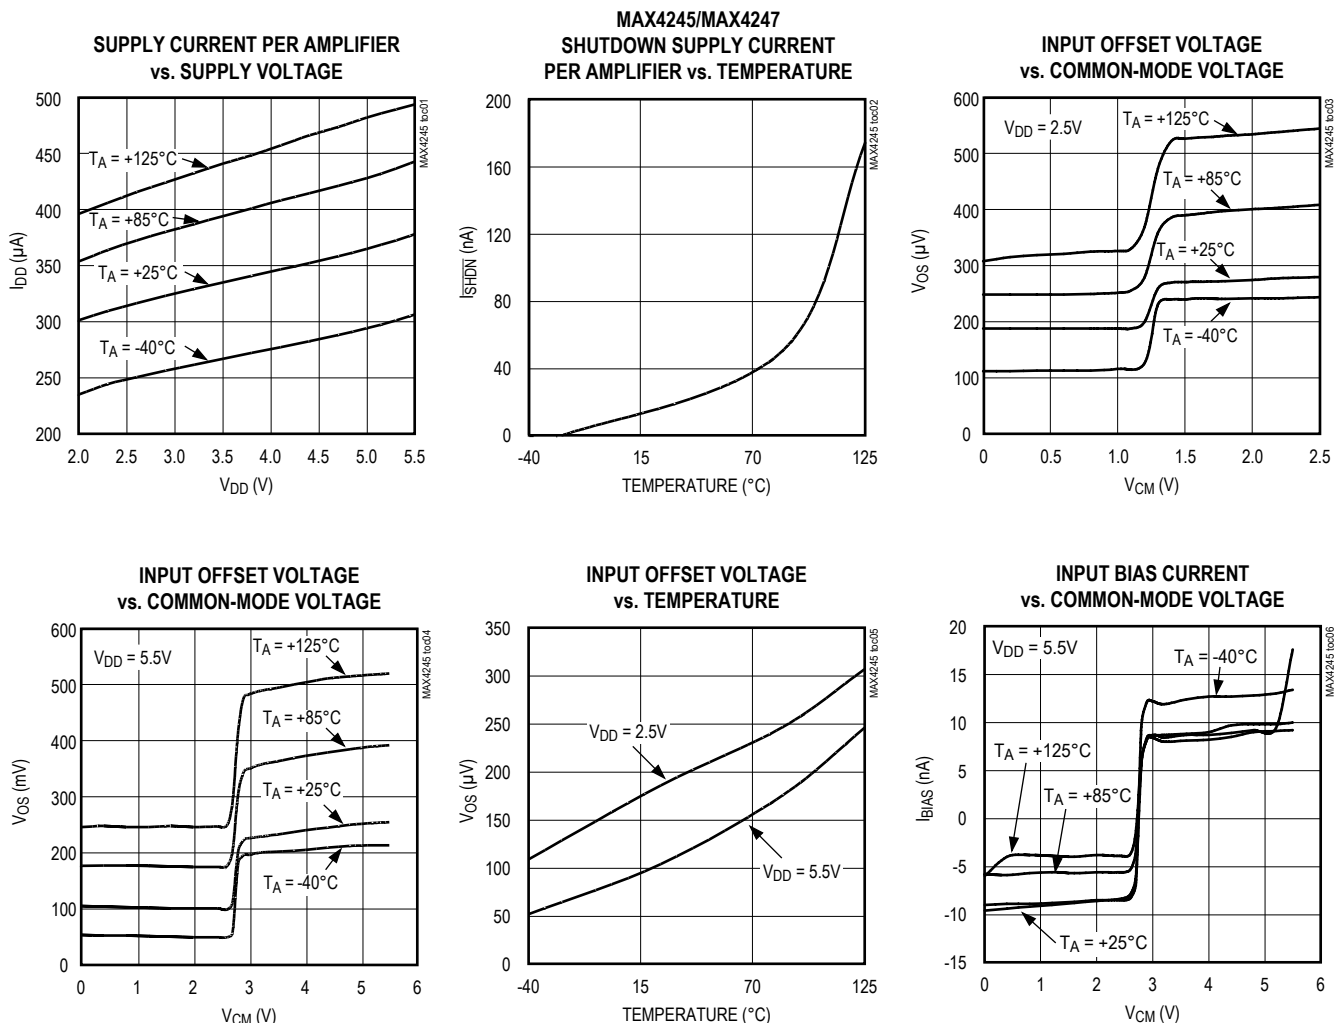 SUPPLY CURRENT PER AMPLIFIER
vs. SUPPLY VOLTAGE
500
450
400
350
300
250
200
IDD (µA)
TA = +125°C
TA = +85°C
TA = +25°C
TA = -40°C
2.0 2.5 3.0 3.5 4.0 4.5 5.0 5.5
VDD (V)
MAX4245 toc01
MAX4245/MAX4247
SHUTDOWN SUPPLY CURRENT
PER AMPLIFIER vs. TEMPERATURE
200
160
120
80
40
0
ISHDN (nA)
-40 15 70 125
TEMPERATURE (°C)
MAX4245 toc02
INPUT OFFSET VOLTAGE
vs. COMMON-MODE VOLTAGE
600
500
400
300
200
100
0
VOS (µV)
VDD = 2.5V
TA = +125°C
TA = +85°C
TA = +25°C
TA = -40°C
0 0.5 1.0 1.5 2.0 2.5
VCM (V)
MAX4245 toc03
INPUT OFFSET VOLTAGE
vs. COMMON-MODE VOLTAGE
600
500
400
300
200
100
0
VOS (mV)
VDD = 5.5V
TA = +125°C
TA = +85°C
TA = +25°C
TA = -40°C
0 1 2 3 4 5 6
VCM (V)
MAX4245 toc04
INPUT OFFSET VOLTAGE
vs. TEMPERATURE
350
300
250
200
150
100
50
0
VOS (µV)
VDD = 2.5V
VDD = 5.5V
-40 15 70 125
TEMPERATURE (°C)
MAX4245 toc05
INPUT BIAS CURRENT
vs. COMMON-MODE VOLTAGE
20
15
10
5
0
-5
-10
-15
IBIAS (nA)
VDD = 5.5V
TA = -40°C
TA = +125°C
TA = +85°C
TA = +25°C
0 1 2 3 4 5 6
VCM (V)
MAX4245 toc06